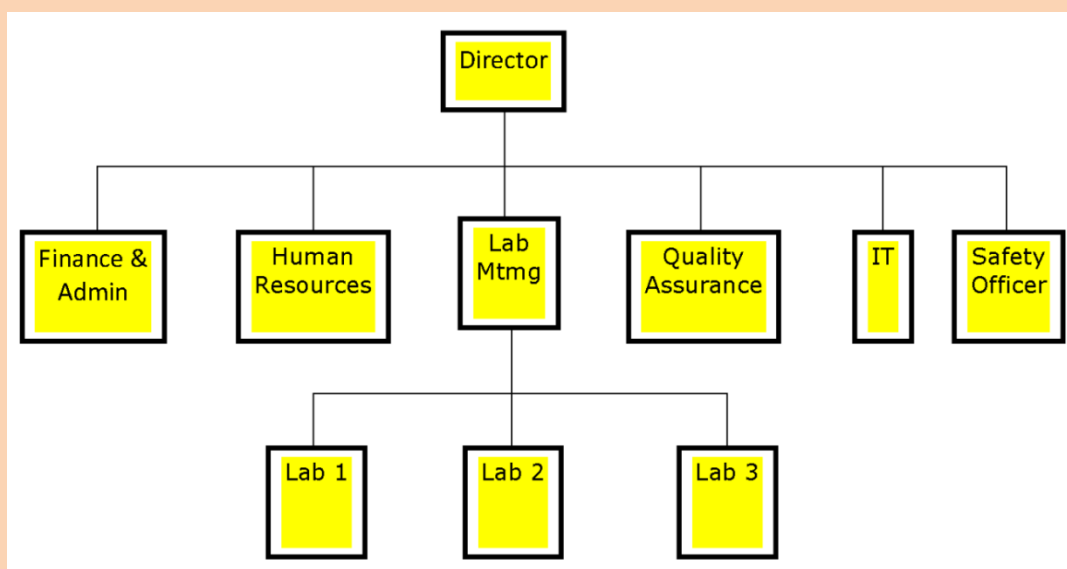 Director
Finance &
Admin
Human
Resources
Lab
Mtmg
Quality
Assurance
IT
Safety
Officer
Lab 1
Lab 2
Lab 3